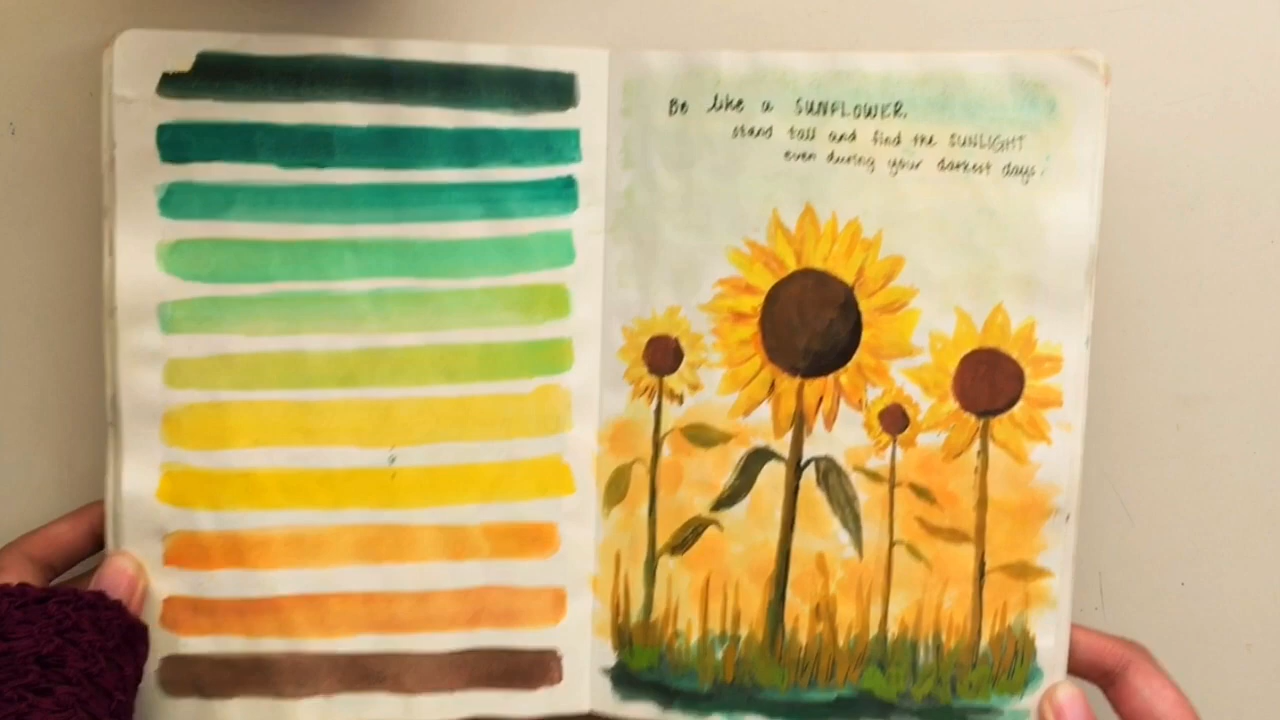 Be like a SUNFLOWER,
stand tall and find the SUNLIGHT
even during your darkest days.